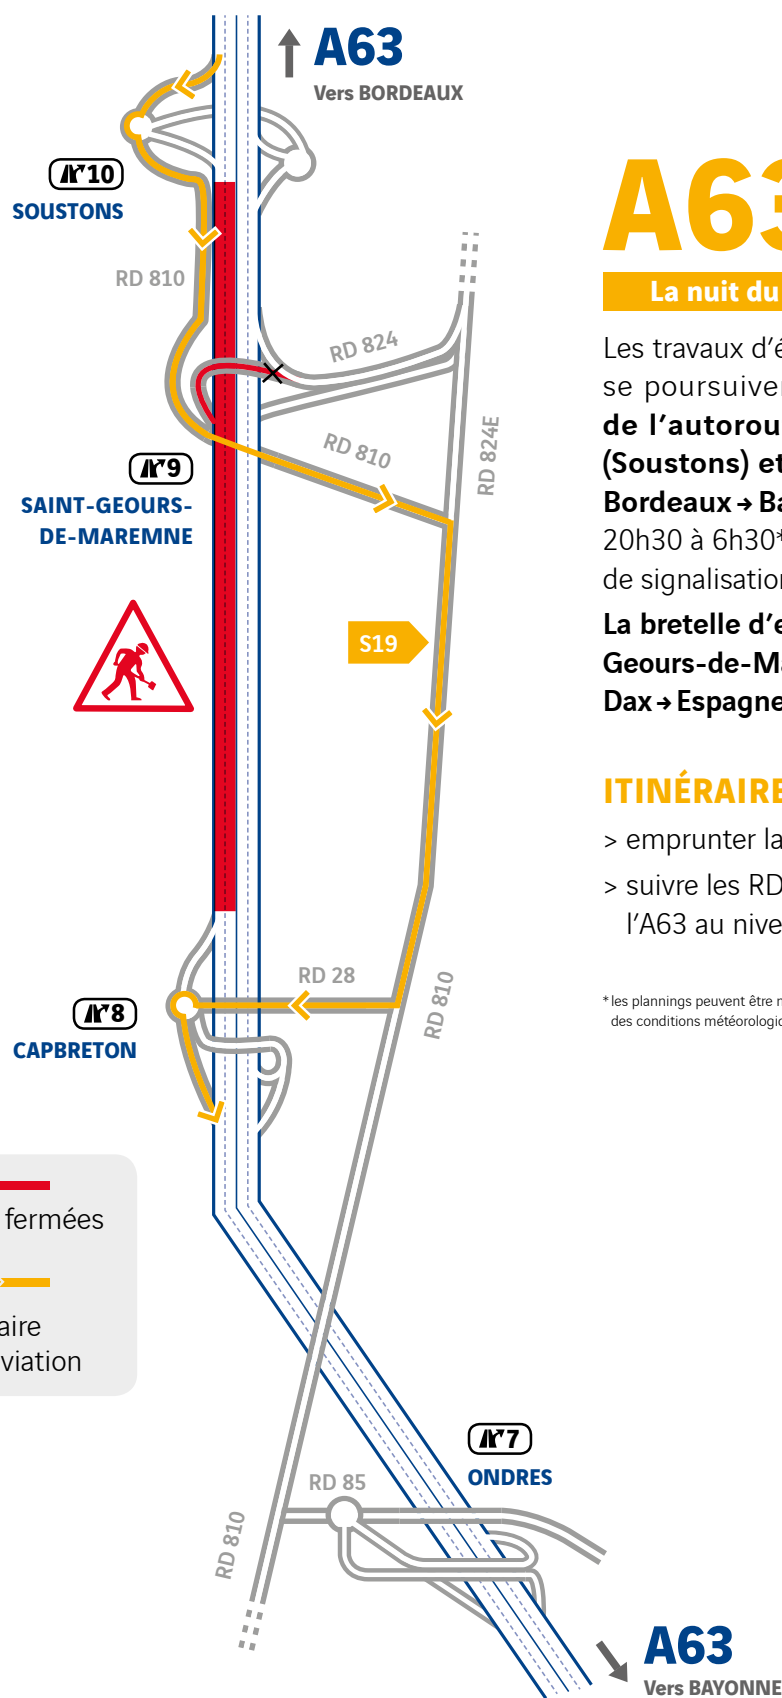 A63
Vers BORDEAUX
10
SOUSTONS
RD 810
RD 824
RD 810
RD 824E
9
SAINT-GEOURS-
DE-MAREMNE
S19
RD 28
RD 810
8
CAPBRETON
fermées
aire
viation
7
ONDRES
RD 85
RD 810
A63
Vers BAYONNE
A63
La nuit du
Les travaux d'é
se poursuiven
de l'autorou
(Soustons) et
Bordeaux → Ba
20h30 à 6h30*
de signalisation
La bretelle d'e
Geours-de-Ma
Dax → Espagne
ITINÉRAIRE
> emprunter la
> suivre les RD
l'A63 au nive
* les plannings peuvent être m
des conditions météorologiq